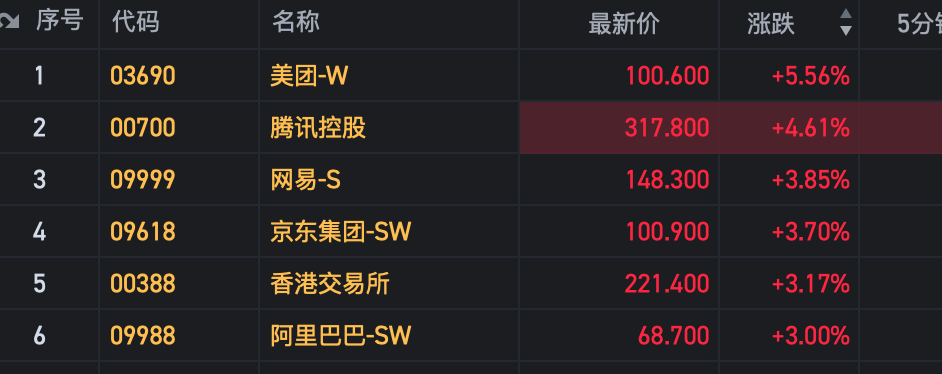 序号 代码 名称 最新价 涨跌 5分
1 03690 美团-W 100.600 +5.56%
2 00700 腾讯控股 317.800 +4.61%
3 09999 网易-S 148.300 +3.85%
4 09618 京东集团-SW 100.900 +3.70%
5 00388 香港交易所 221.400 +3.17%
6 09988 阿里巴巴-SW 68.700 +3.00%